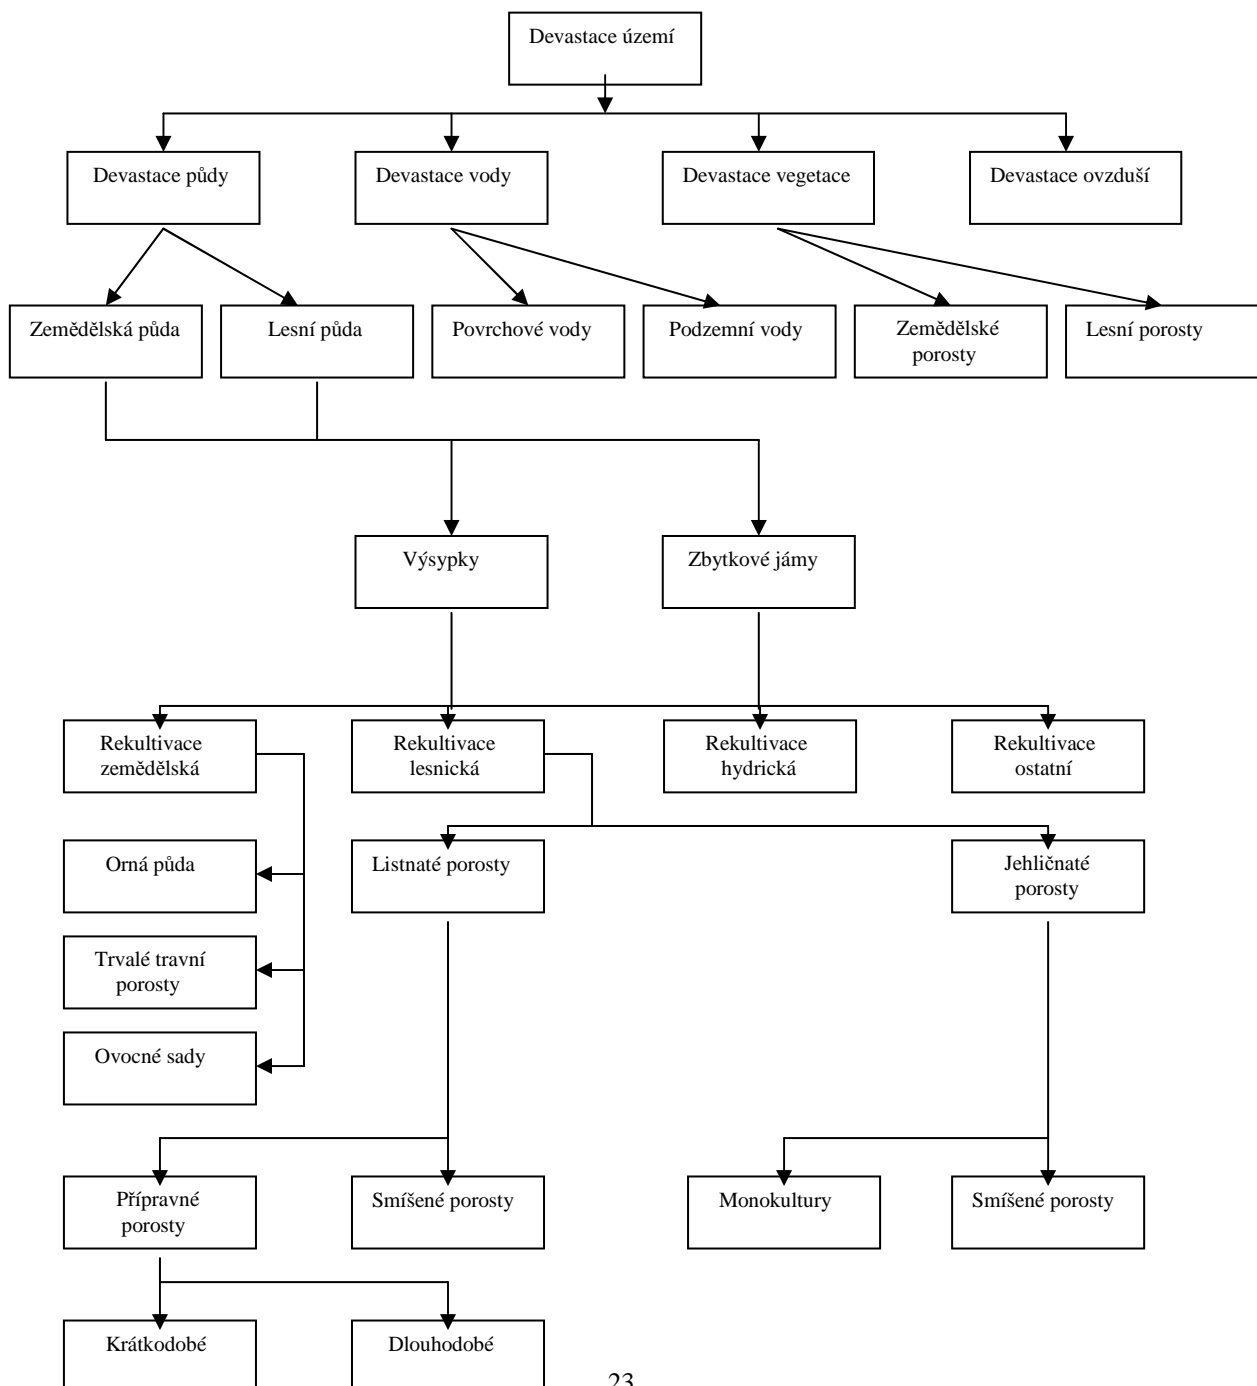 Devastace území
Devastace půdy
Devastace vody
Devastace vegetace
Devastace ovzduší
Zemědělská půda
Lesní půda
Povrchové vody
Podzemní vody
Zemědělské
porosty
Lesní porosty
Výsypky
Zbytkové jámy
Rekultivace
zemědělská
Rekultivace
lesnická
Rekultivace
hydrická
Rekultivace
ostatní
Orná půda
Listnaté porosty
Jehličnaté
porosty
Trvalé travní
porosty
Ovocné sady
Přípravné
porosty
Smíšené porosty
Monokultury
Smíšené porosty
Krátkodobé
Dlouhodobé
23